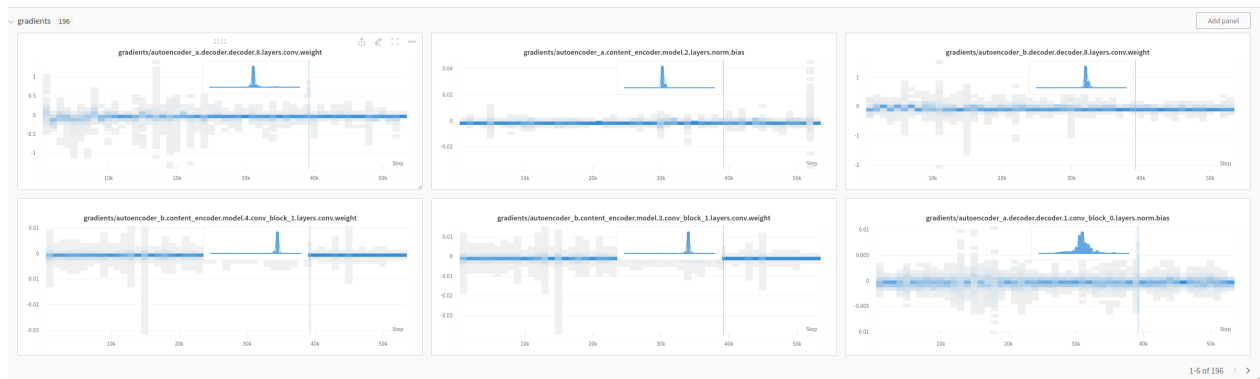 gradients 196
Add panel
gradients/autoencoder_a.decoder.decoder.8.layers.conv.weight
1
0.5
0
-0.5
-1
Step
10k 20k 30k 40k 50k
gradients/autoencoder_a.content_encoder.model.2.layers.norm.bias
0.04
0.02
0
-0.02
Step
10k 20k 30k 40k 50k
gradients/autoencoder_b.decoder.decoder.8.layers.conv.weight
1
0
-1
-2
Step
10k 20k 30k 40k 50k
gradients/autoencoder_b.content_encoder.model.4.conv_block_1.layers.conv.weight
0.01
0
-0.01
-0.02
-0.03
Step
10k 20k 30k 40k 50k
gradients/autoencoder_b.content_encoder.model.3.conv_block_1.layers.conv.weight
0.01
0
-0.01
-0.02
-0.03
Step
10k 20k 30k 40k 50k
gradients/autoencoder_a.decoder.decoder.1.conv_block_0.layers.norm.bias
0.01
0.005
0
-0.005
-0.01
Step
10k 20k 30k 40k 50k
1-6 of 196